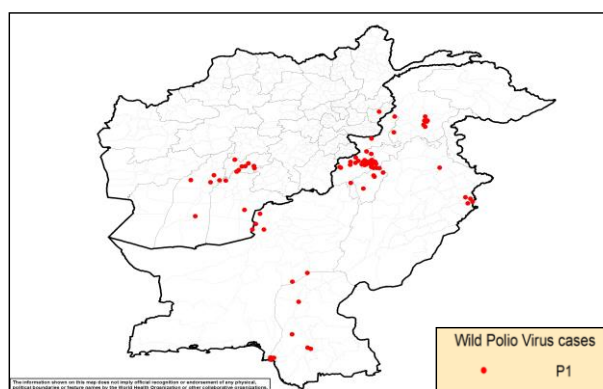 The information shown on this map does not imply official recognition or endorsement of any physical,
political boundaries or feature names by the World Health Organization or other collaborative organizations.
Wild Polio Virus cases
P1